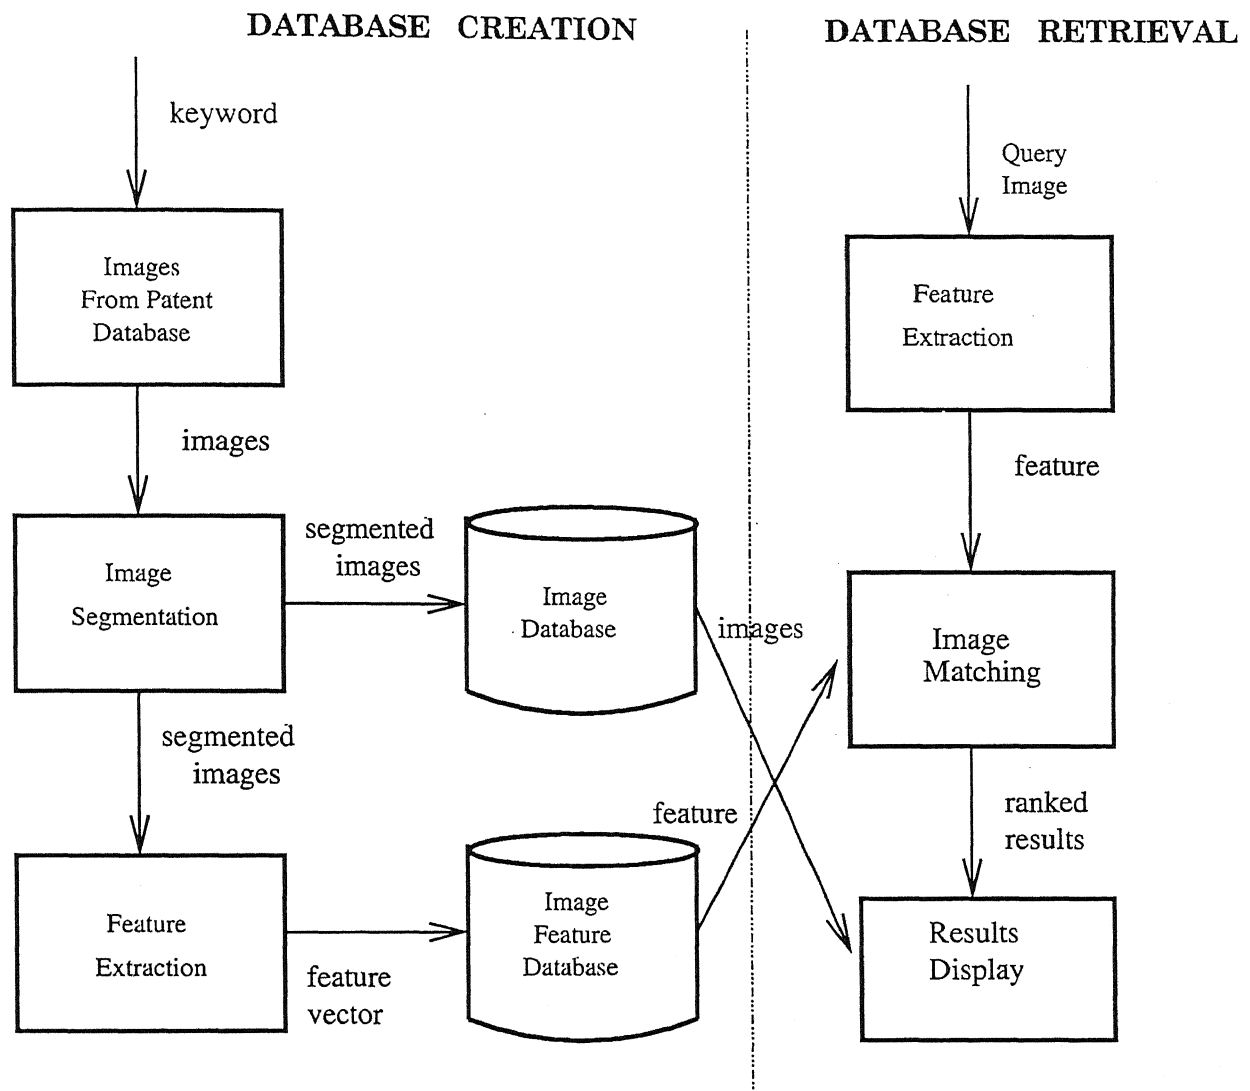 DATABASE CREATION
DATABASE RETRIEVAL
keyword
Images
From Patent
Database
images
Image
Segmentation
segmented
images
Image
Database
segmented
images
Feature
Extraction
feature
vector
Image
Feature
Database
images
feature
Query
Image
Feature
Extraction
feature
Image
Matching
ranked
results
Results
Display